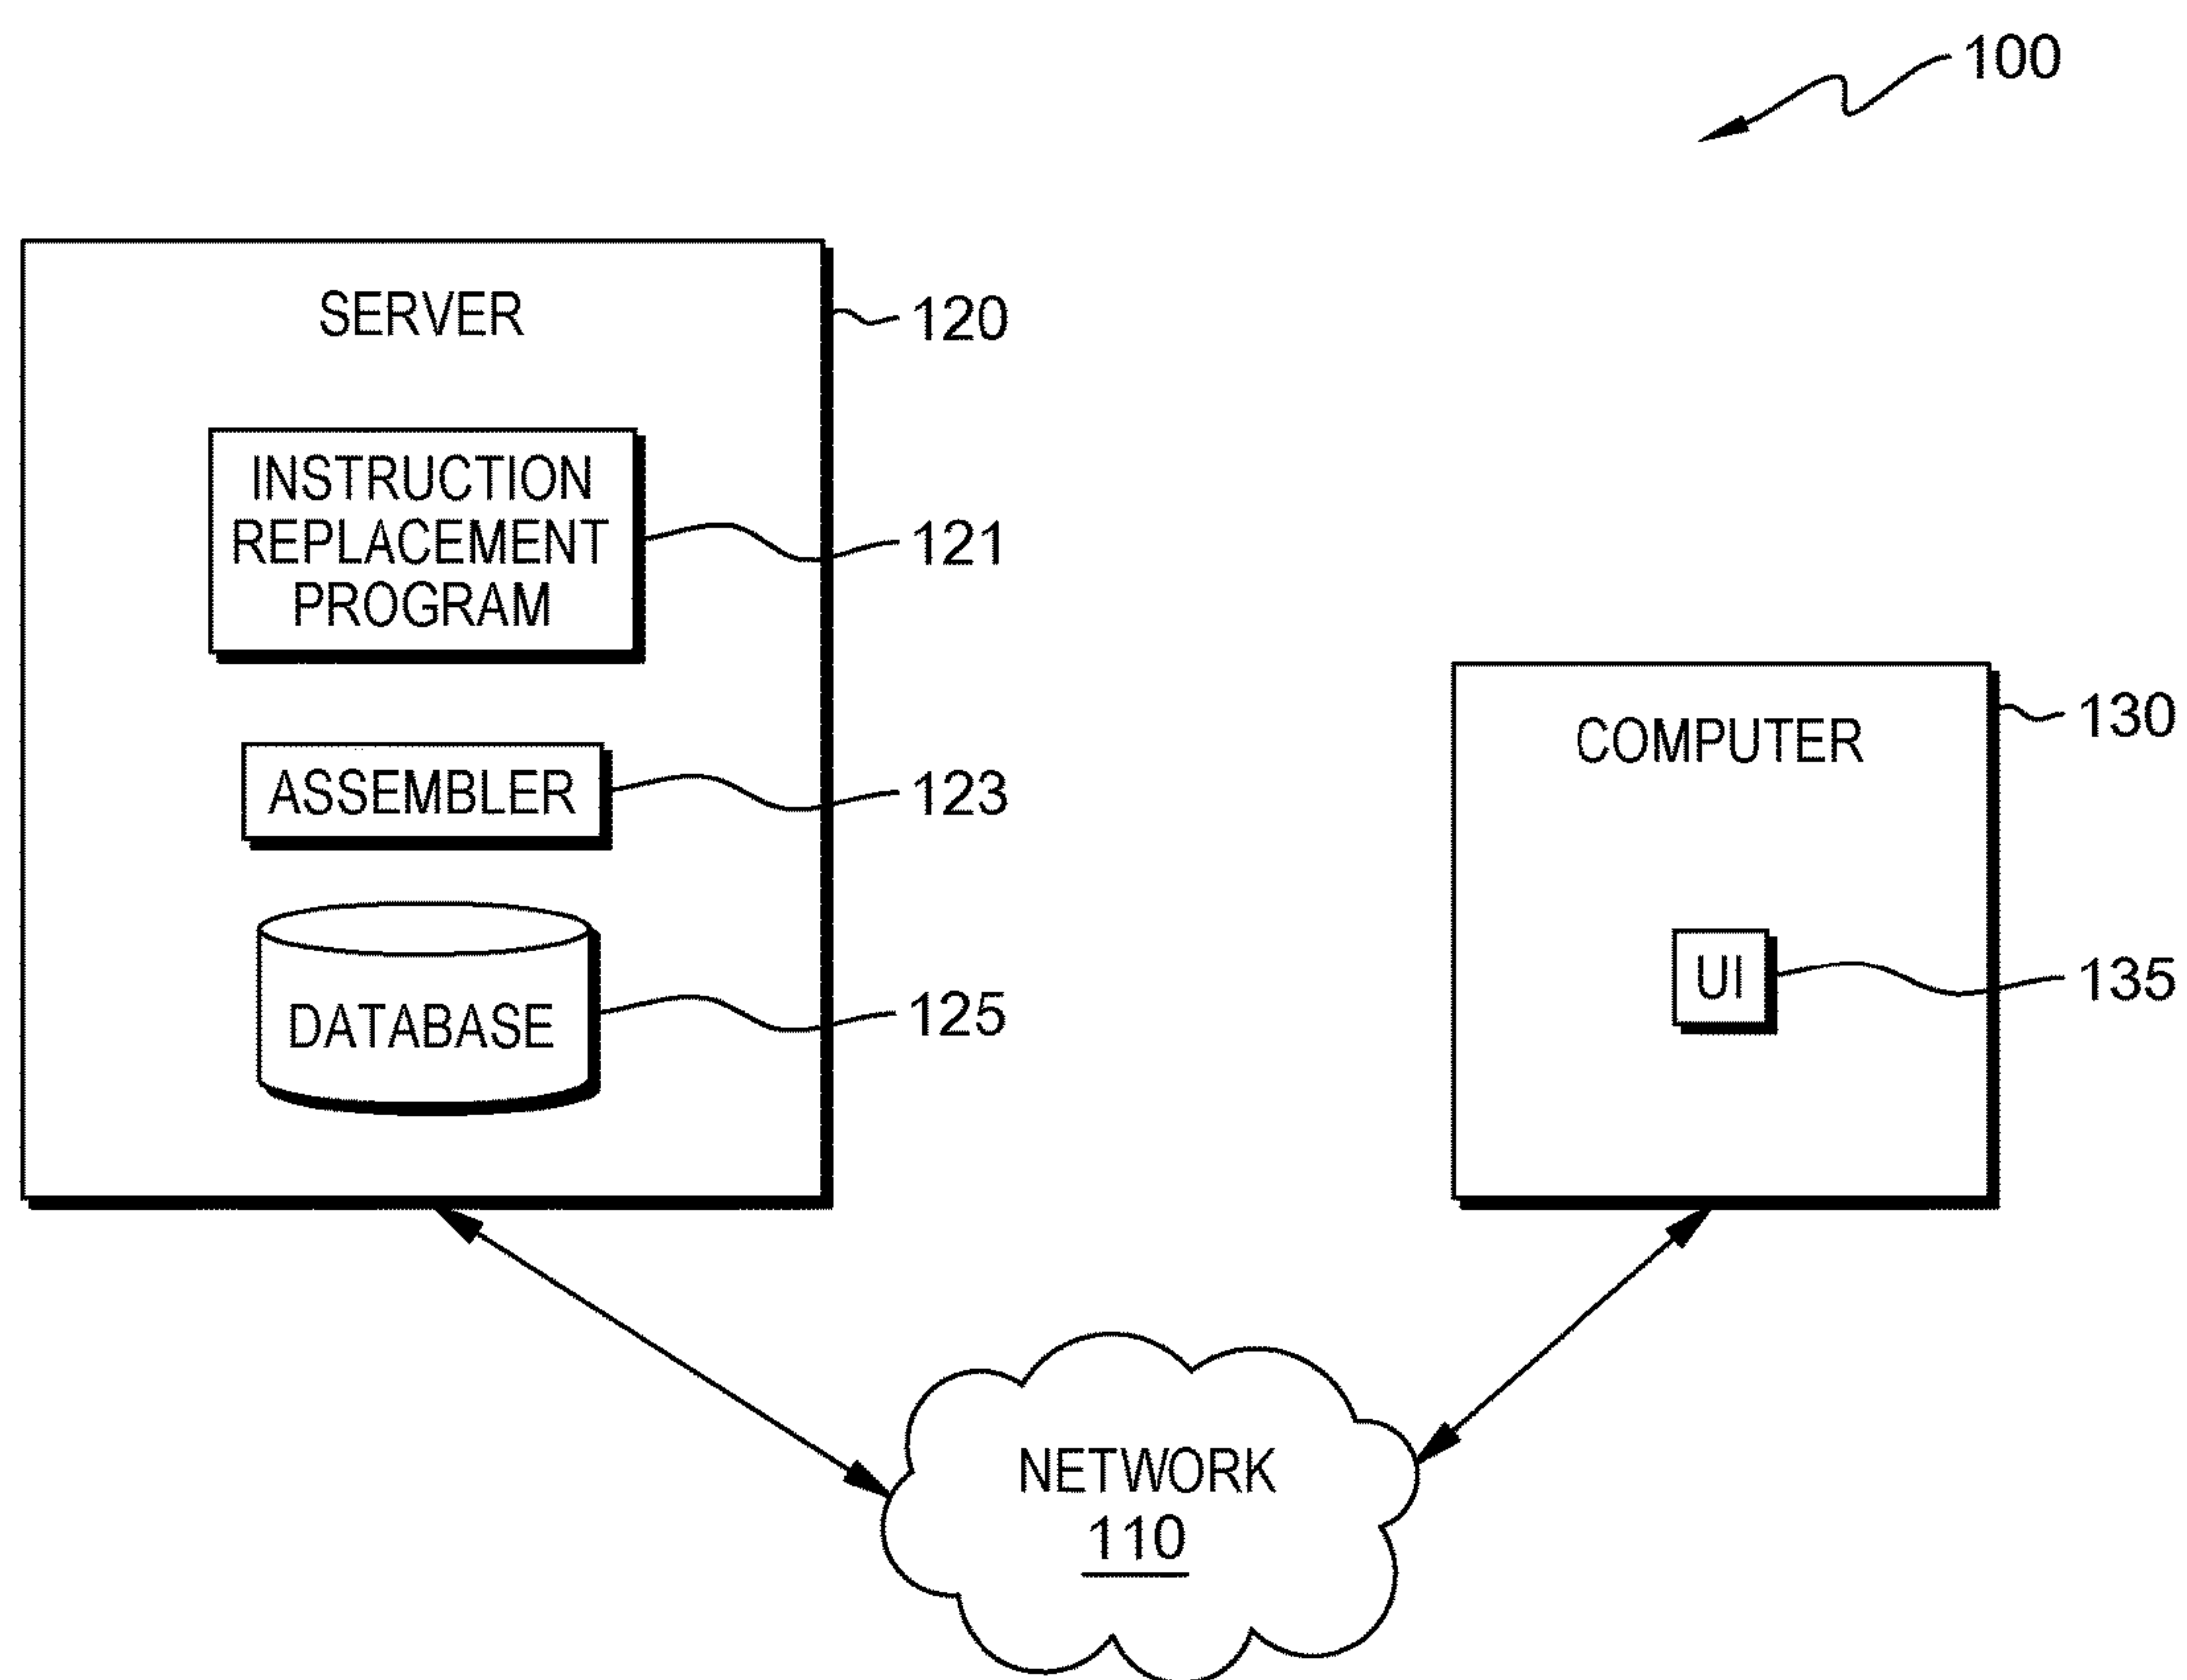 100
SERVER
120
INSTRUCTION
REPLACEMENT
PROGRAM
121
ASSEMBLER
123
DATABASE
125
COMPUTER
130
UI
135
NETWORK
110